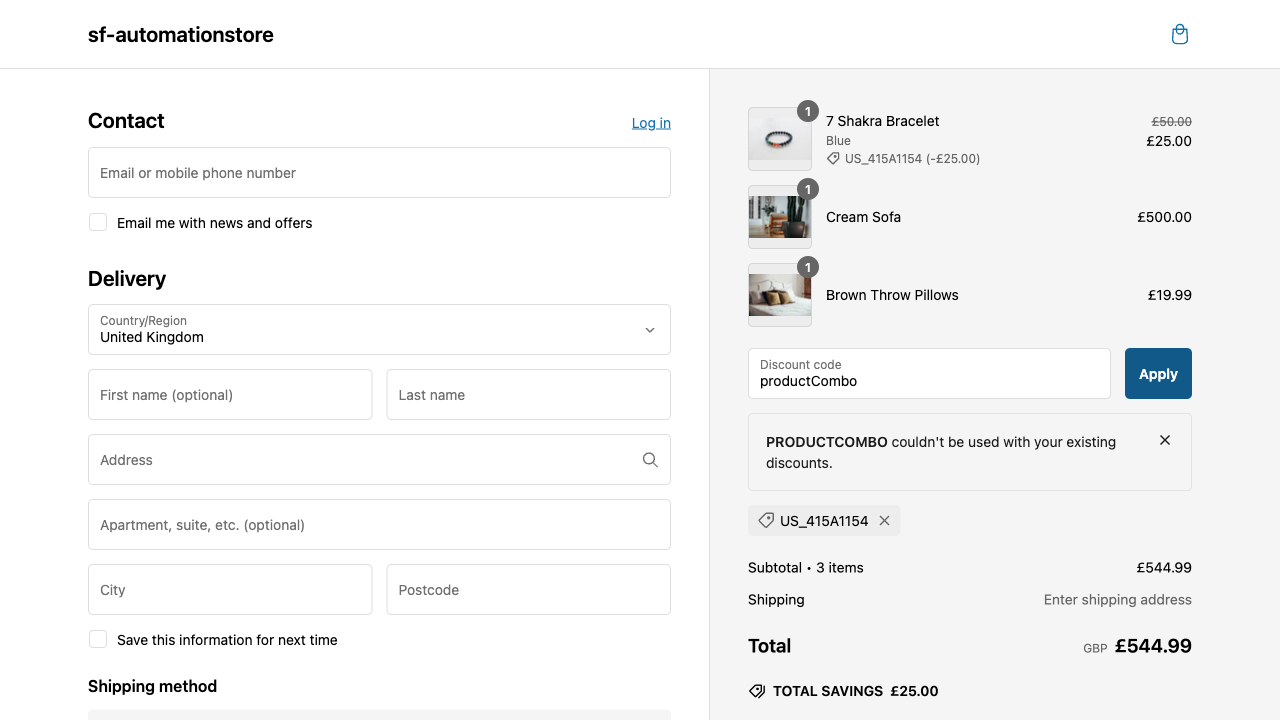 sf-automationstore
Contact
Log in
Email or mobile phone number
Email me with news and offers
Delivery
Country/Region
United Kingdom
First name (optional)
Last name
Address
Apartment, suite, etc. (optional)
City
Postcode
Save this information for next time
Shipping method
1
7 Shakra Bracelet
£50.00
Blue
£25.00
US_415A1154 (-£25.00)
1
Cream Sofa
£500.00
1
Brown Throw Pillows
£19.99
Discount code
productCombo
Apply
PRODUCTCOMBO couldn't be used with your existing
discounts.
US_415A1154
Subtotal • 3 items
£544.99
Shipping
Enter shipping address
Total
GBP £544.99
TOTAL SAVINGS £25.00